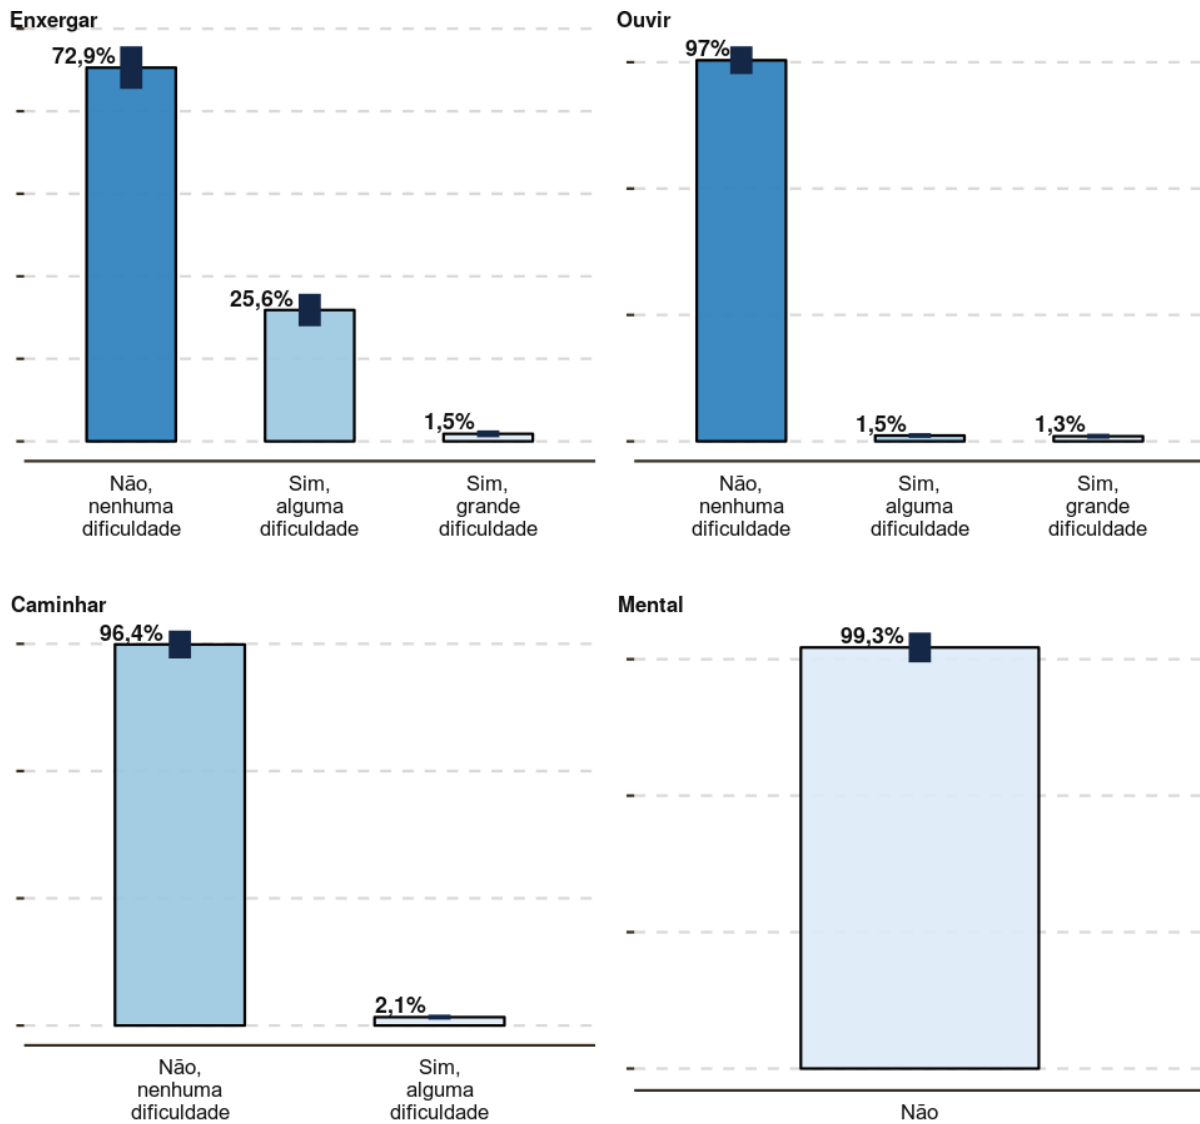 Enxergar
72,9%
25,6%
1,5%
Não,
nenhuma
dificuldade
Sim,
alguma
dificuldade
Sim,
grande
dificuldade
Ouvir
97%
1,5%
1,3%
Não,
nenhuma
dificuldade
Sim,
alguma
dificuldade
Sim,
grande
dificuldade
Caminhar
96,4%
2,1%
Não,
nenhuma
dificuldade
Sim,
alguma
dificuldade
Mental
99,3%
Não